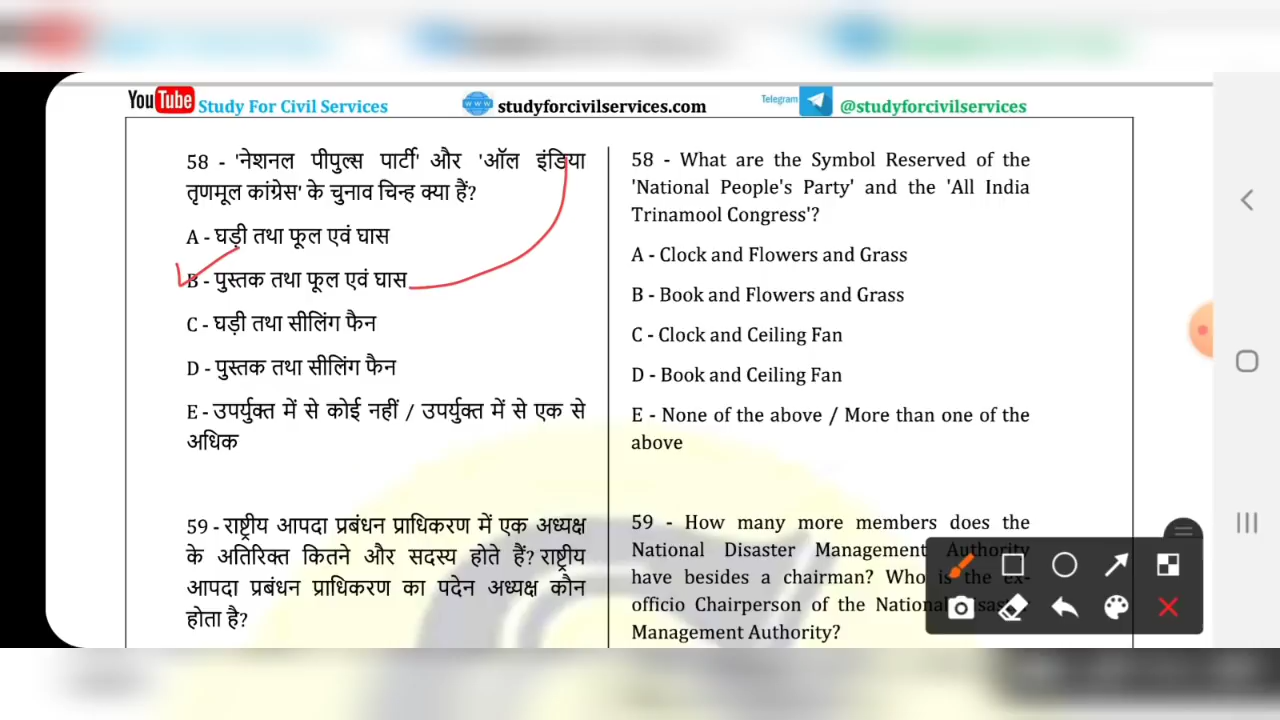 YouTube Study For Civil Services
www studyforcivilservices.com
Telegram @studyforcivilservices
58 - 'नेशनल पीपुल्स पार्टी' और 'ऑल इंडिया
तृणमूल कांग्रेस' के चुनाव चिन्ह क्या हैं?
A - घड़ी तथा फूल एवं घास
B - पुस्तक तथा फूल एवं घास
C - घड़ी तथा सीलिंग फैन
D - पुस्तक तथा सीलिंग फैन
E - उपर्युक्त में से कोई नहीं / उपर्युक्त में से एक से
अधिक
59 - राष्ट्रीय आपदा प्रबंधन प्राधिकरण में एक अध्यक्ष
के अतिरिक्त कितने और सदस्य होते हैं? राष्ट्रीय
आपदा प्रबंधन प्राधिकरण का पदेन अध्यक्ष कौन
होता है?
58 - What are the Symbol Reserved of the
'National People's Party' and the 'All India
Trinamool Congress'?
A - Clock and Flowers and Grass
B - Book and Flowers and Grass
C - Clock and Ceiling Fan
D - Book and Ceiling Fan
E - None of the above / More than one of the
above
59 - How many more members does the
National Disaster Management Authority
have besides a chairman? Who is the ex-
officio Chairperson of the National Disaster
Management Authority?